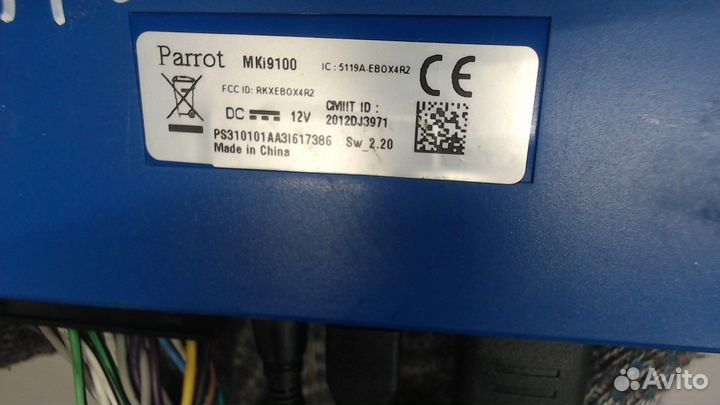 Parrot MKi9100 IC : 5119A-EBOX4R2 CE
FCC ID: RKXEBOX4R2
DC 12V CMIIT ID : 2012DJ3971
PS310101AA3I617386 Sw_2.20
Made in China
Avito